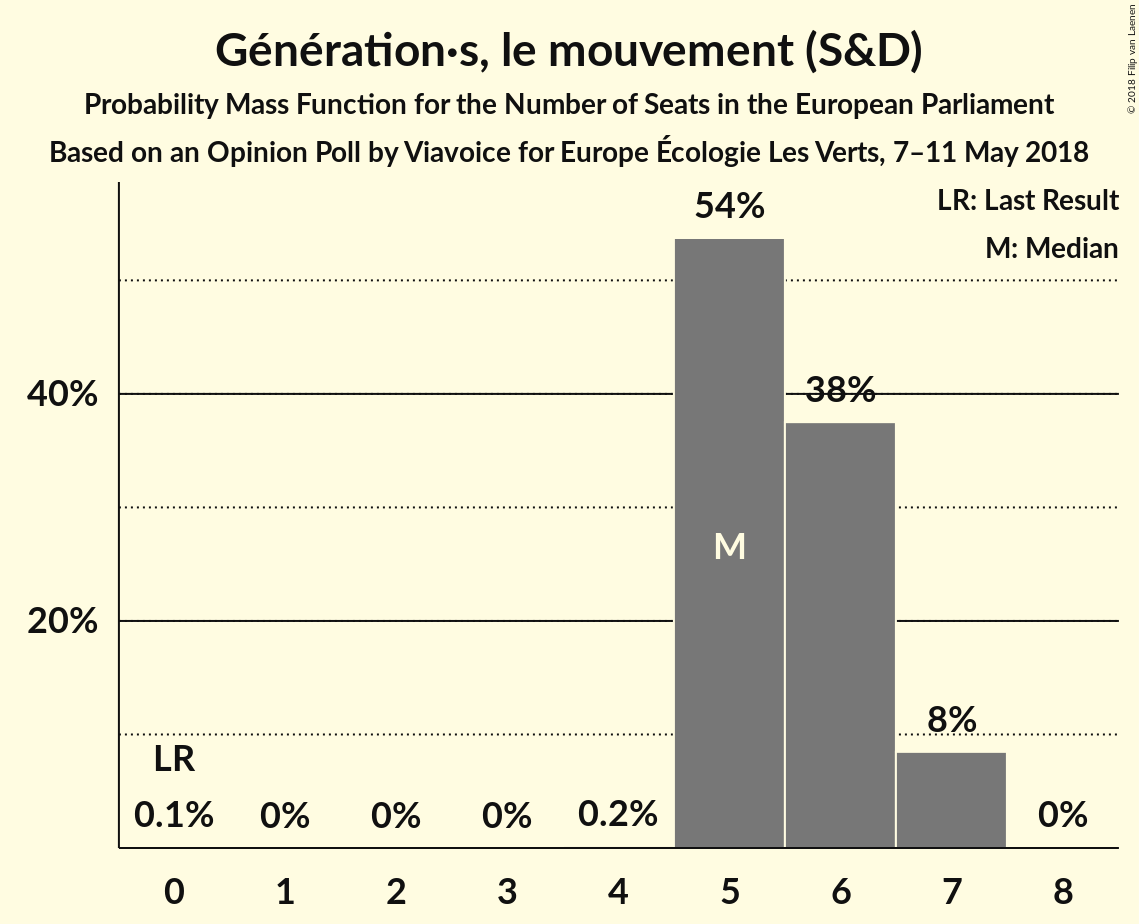 Génération·s, le mouvement (S&D)
Probability Mass Function for the Number of Seats in the European Parliament
Based on an Opinion Poll by Viavoice for Europe Écologie Les Verts, 7–11 May 2018
© 2018 Filip van Laenen
LR: Last Result
M: Median
54%
40%
38%
M
20%
8%
LR
0.1% 0% 0% 0% 0.2% 0%
0 1 2 3 4 5 6 7 8